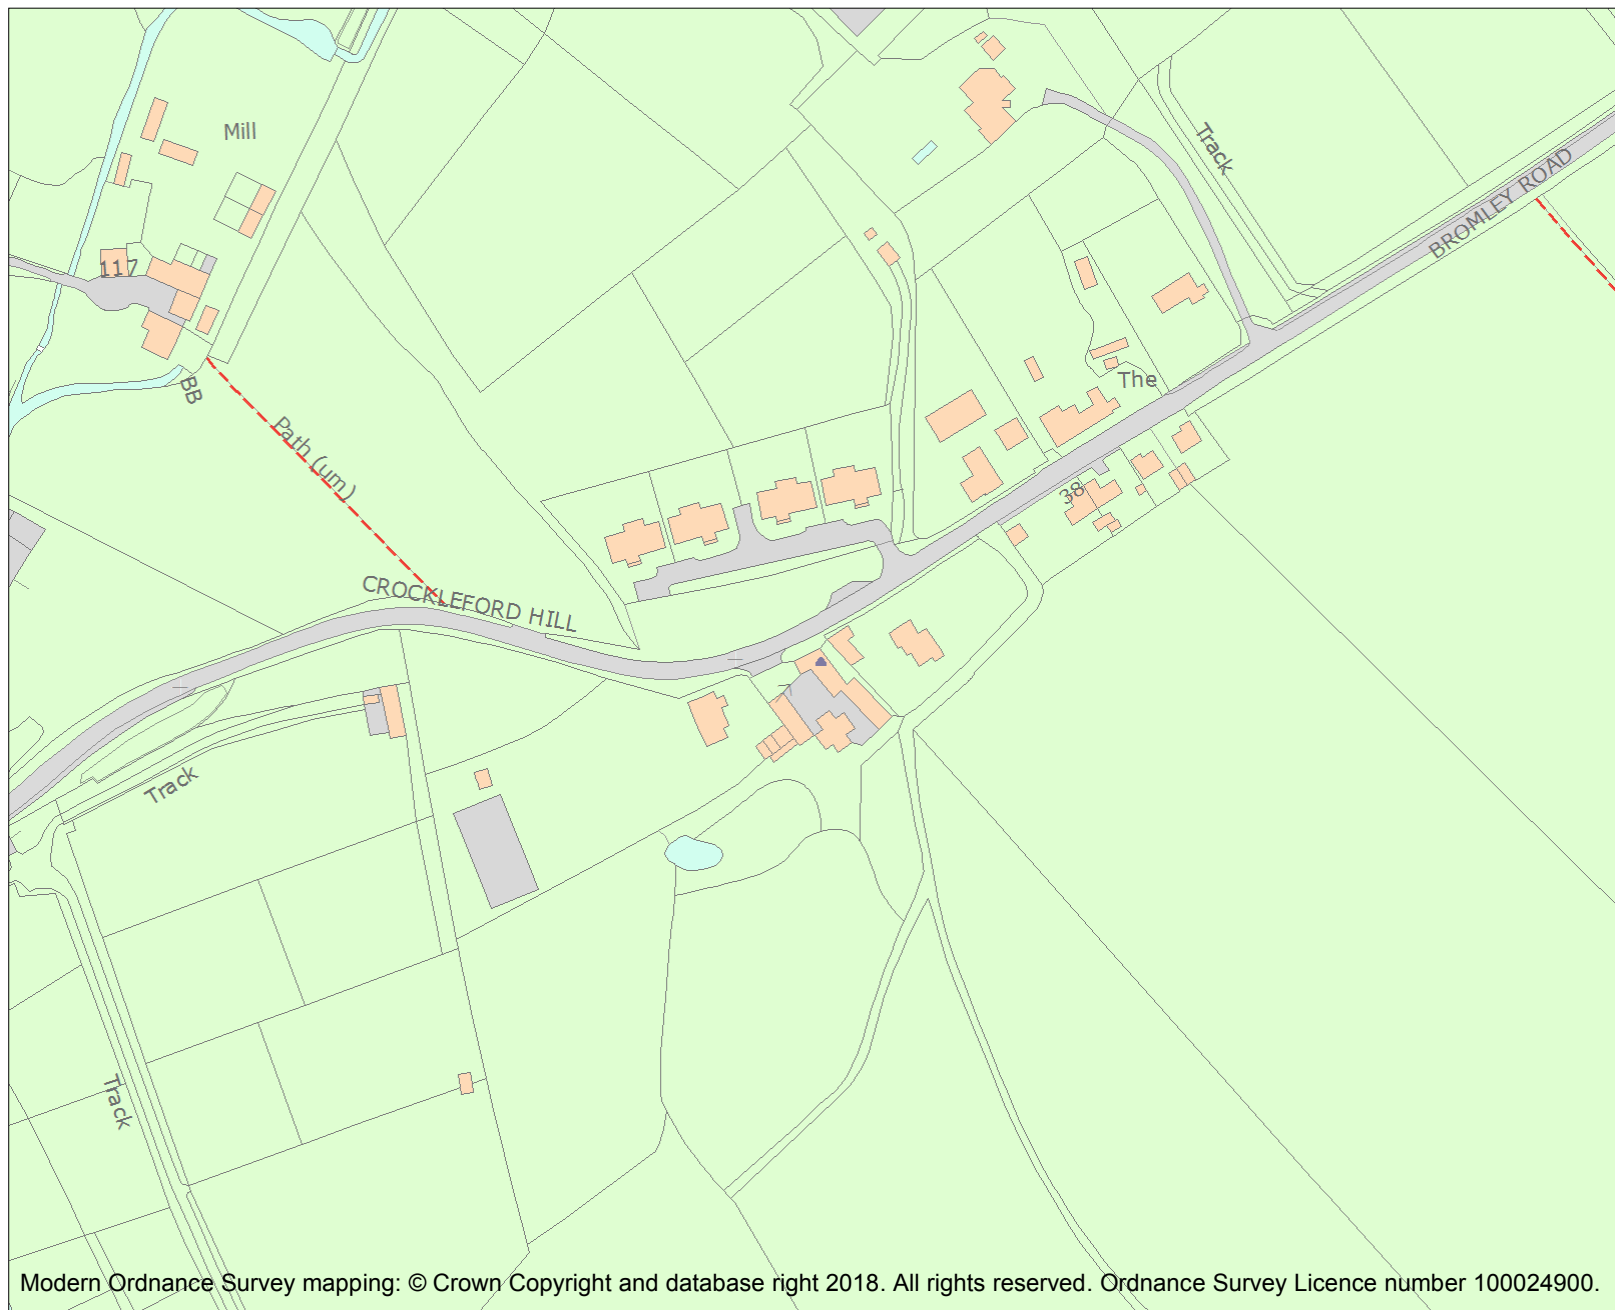 Mill
Track
BROMLEY ROAD
117
BB
The
Path (um)
38
CROCKLEFORD HILL
Track
Track
Modern Ordnance Survey mapping: © Crown Copyright and database right 2018. All rights reserved. Ordnance Survey Licence number 100024900.